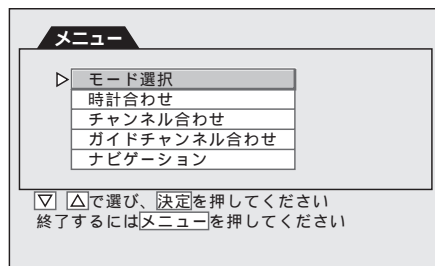 メニュー
モード選択
時計合わせ
チャンネル合わせ
ガイドチャンネル合わせ
ナビゲーション
▽ △で選び、決定を押してください
終了するにはメニューを押してください